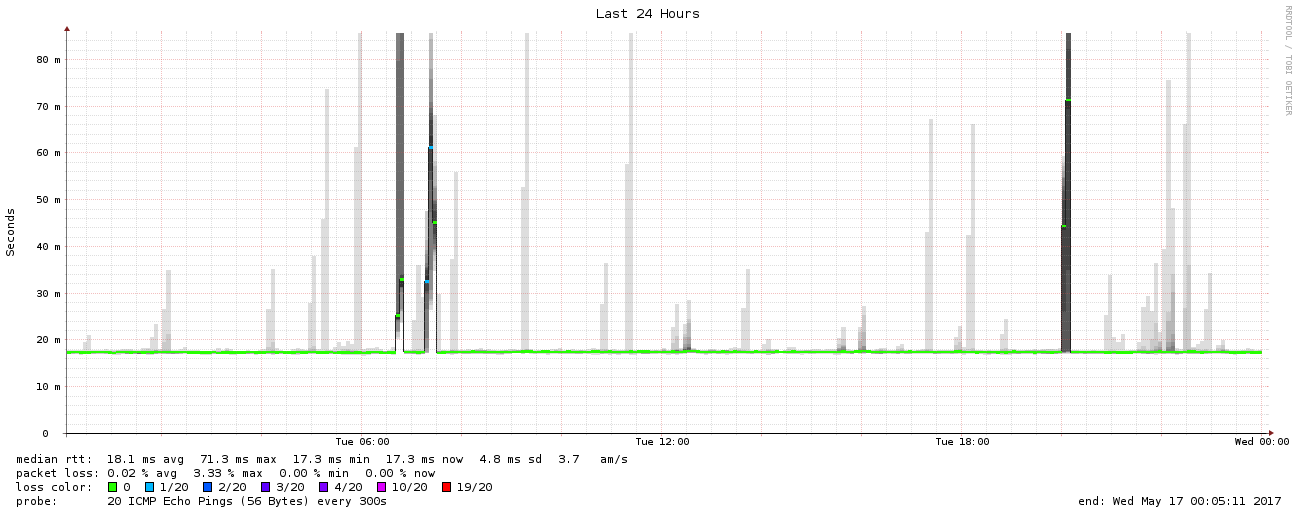 Last 24 Hours
RRDTOOL / TOBI OETIKER
Seconds
80 m
70 m
60 m
50 m
40 m
30 m
20 m
10 m
0
Tue 06:00 Tue 12:00 Tue 18:00 Wed 00:00
median rtt: 18.1 ms avg 71.3 ms max 17.3 ms min 17.3 ms now 4.8 ms sd 3.7 am/s
packet loss: 0.02 % avg 3.33 % max 0.00 % min 0.00 % now
loss color: 0 1/20 2/20 3/20 4/20 10/20 19/20
probe: 20 ICMP Echo Pings (56 Bytes) every 300s end: Wed May 17 00:05:11 2017